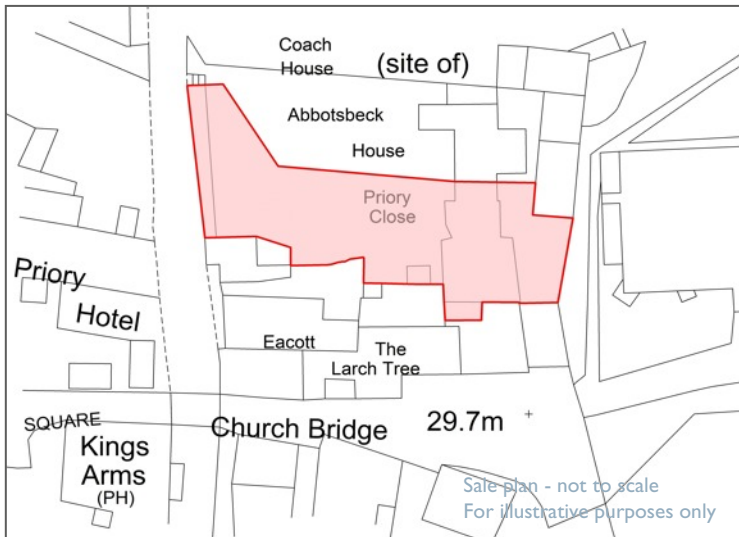 Coach
House
(site of)
Abbotsbeck
House
Priory
Close
Priory
Hotel
Eacott
The
Larch Tree
SQUARE
Church Bridge
29.7m
Kings
Arms
(PH)
Sale plan - not to scale
For illustrative purposes only